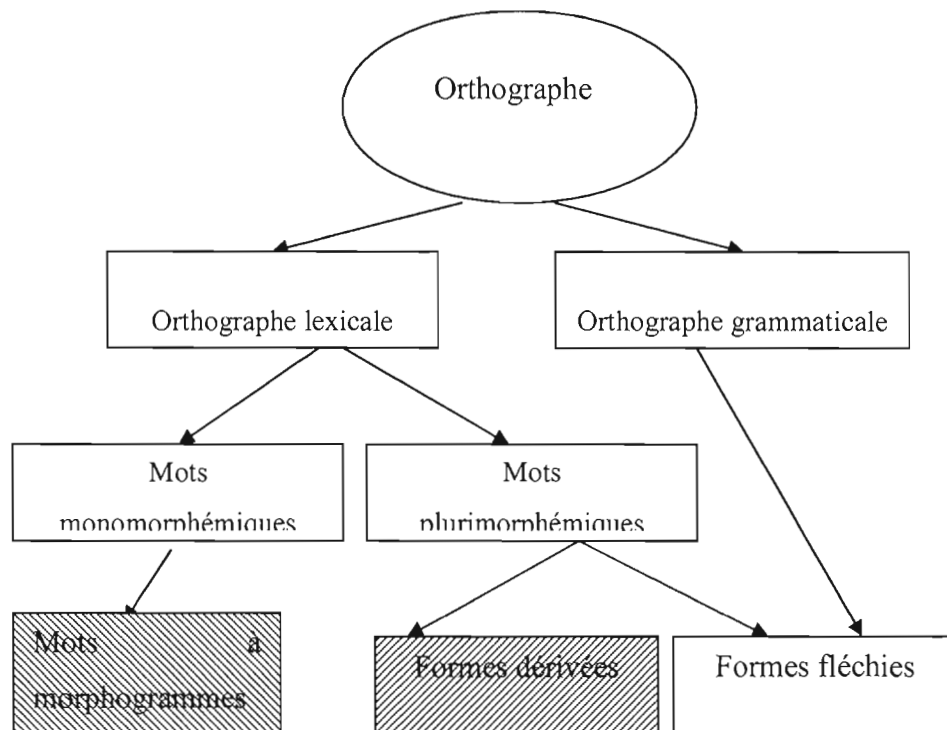 Orthographe
Orthographe lexicale
Orthographe grammaticale
Mots
monomorphémiques
Mots
plurimorphémiques
Mots a
morphogrammes
Formes dérivées
Formes fléchies